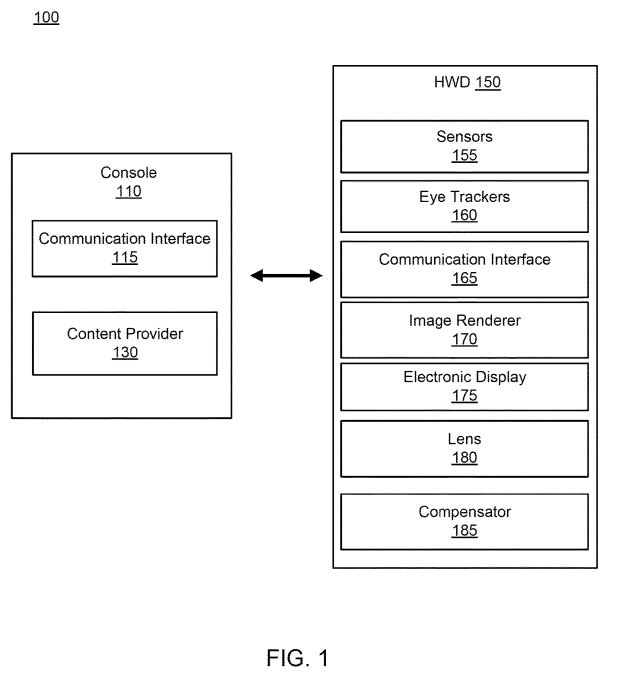 100
HWD 150
Sensors
155
Console
110
Eye Trackers
160
Communication Interface
115
Communication Interface
165
Content Provider
130
Image Renderer
170
Electronic Display
175
Lens
180
Compensator
185
FIG. 1